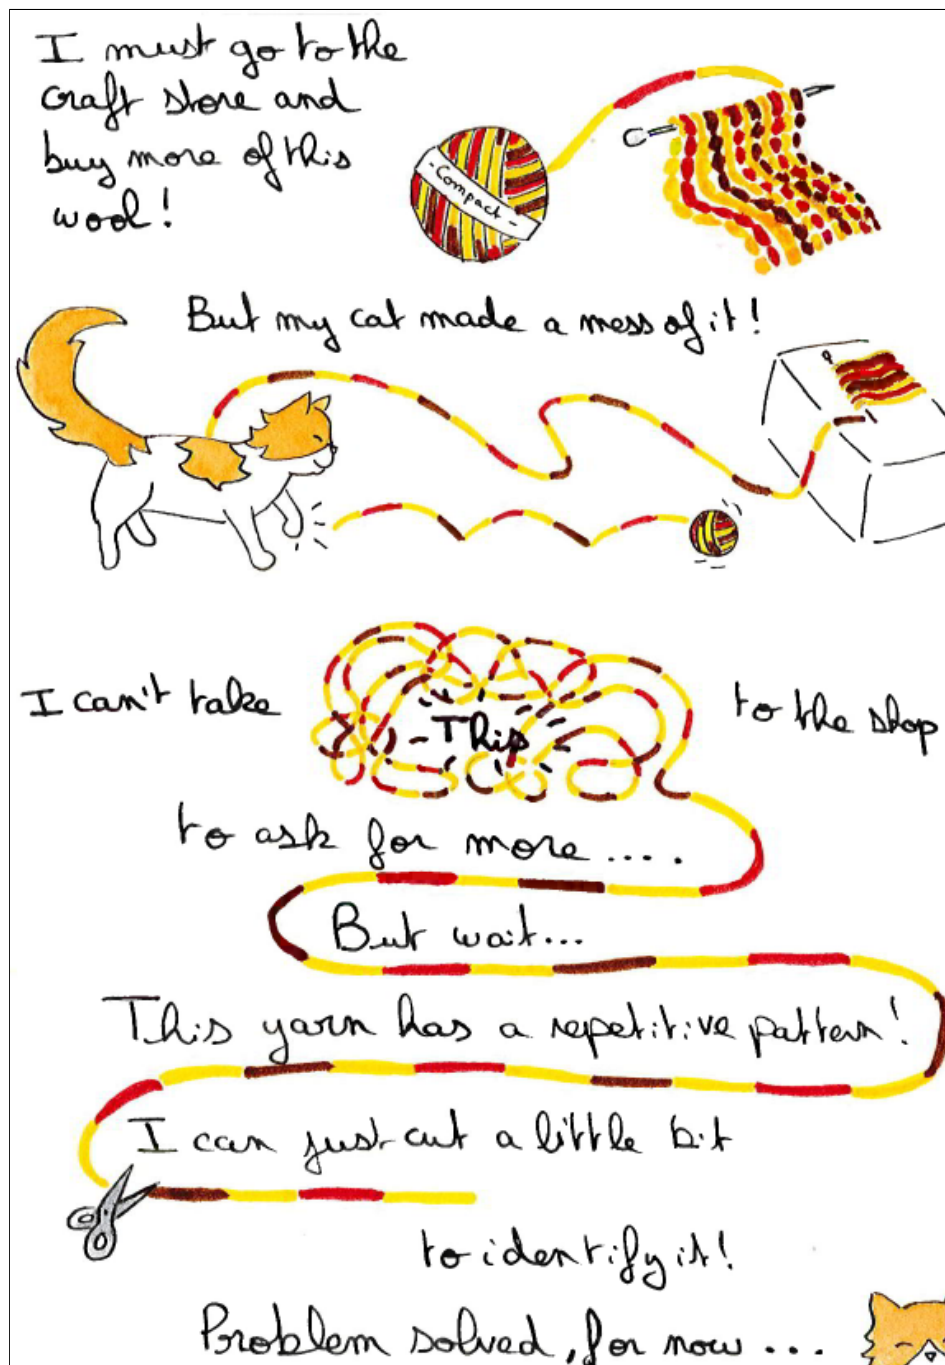 I must go to the
craft store and
buy more of this
wool!
- Compact -
But my cat made a mess of it!
I can't take
- This -
to the shop
to ask for more ....
But wait...
This yarn has a repetitive pattern!
I can just cut a little bit
to identify it!
Problem solved, for now ...